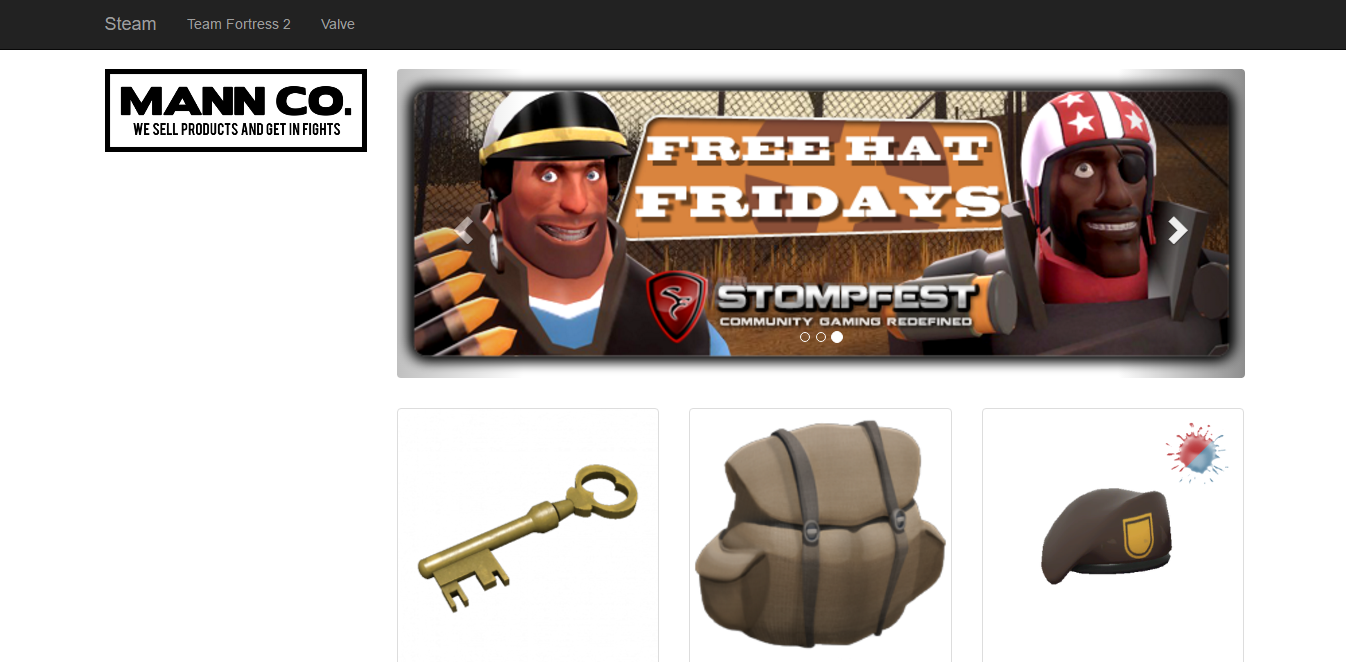 Steam
Team Fortress 2
Valve
MANN CO.
WE SELL PRODUCTS AND GET IN FIGHTS
FREE HAT
FRIDAYS
STOMPFEST
COMMUNITY GAMING REDEFINED